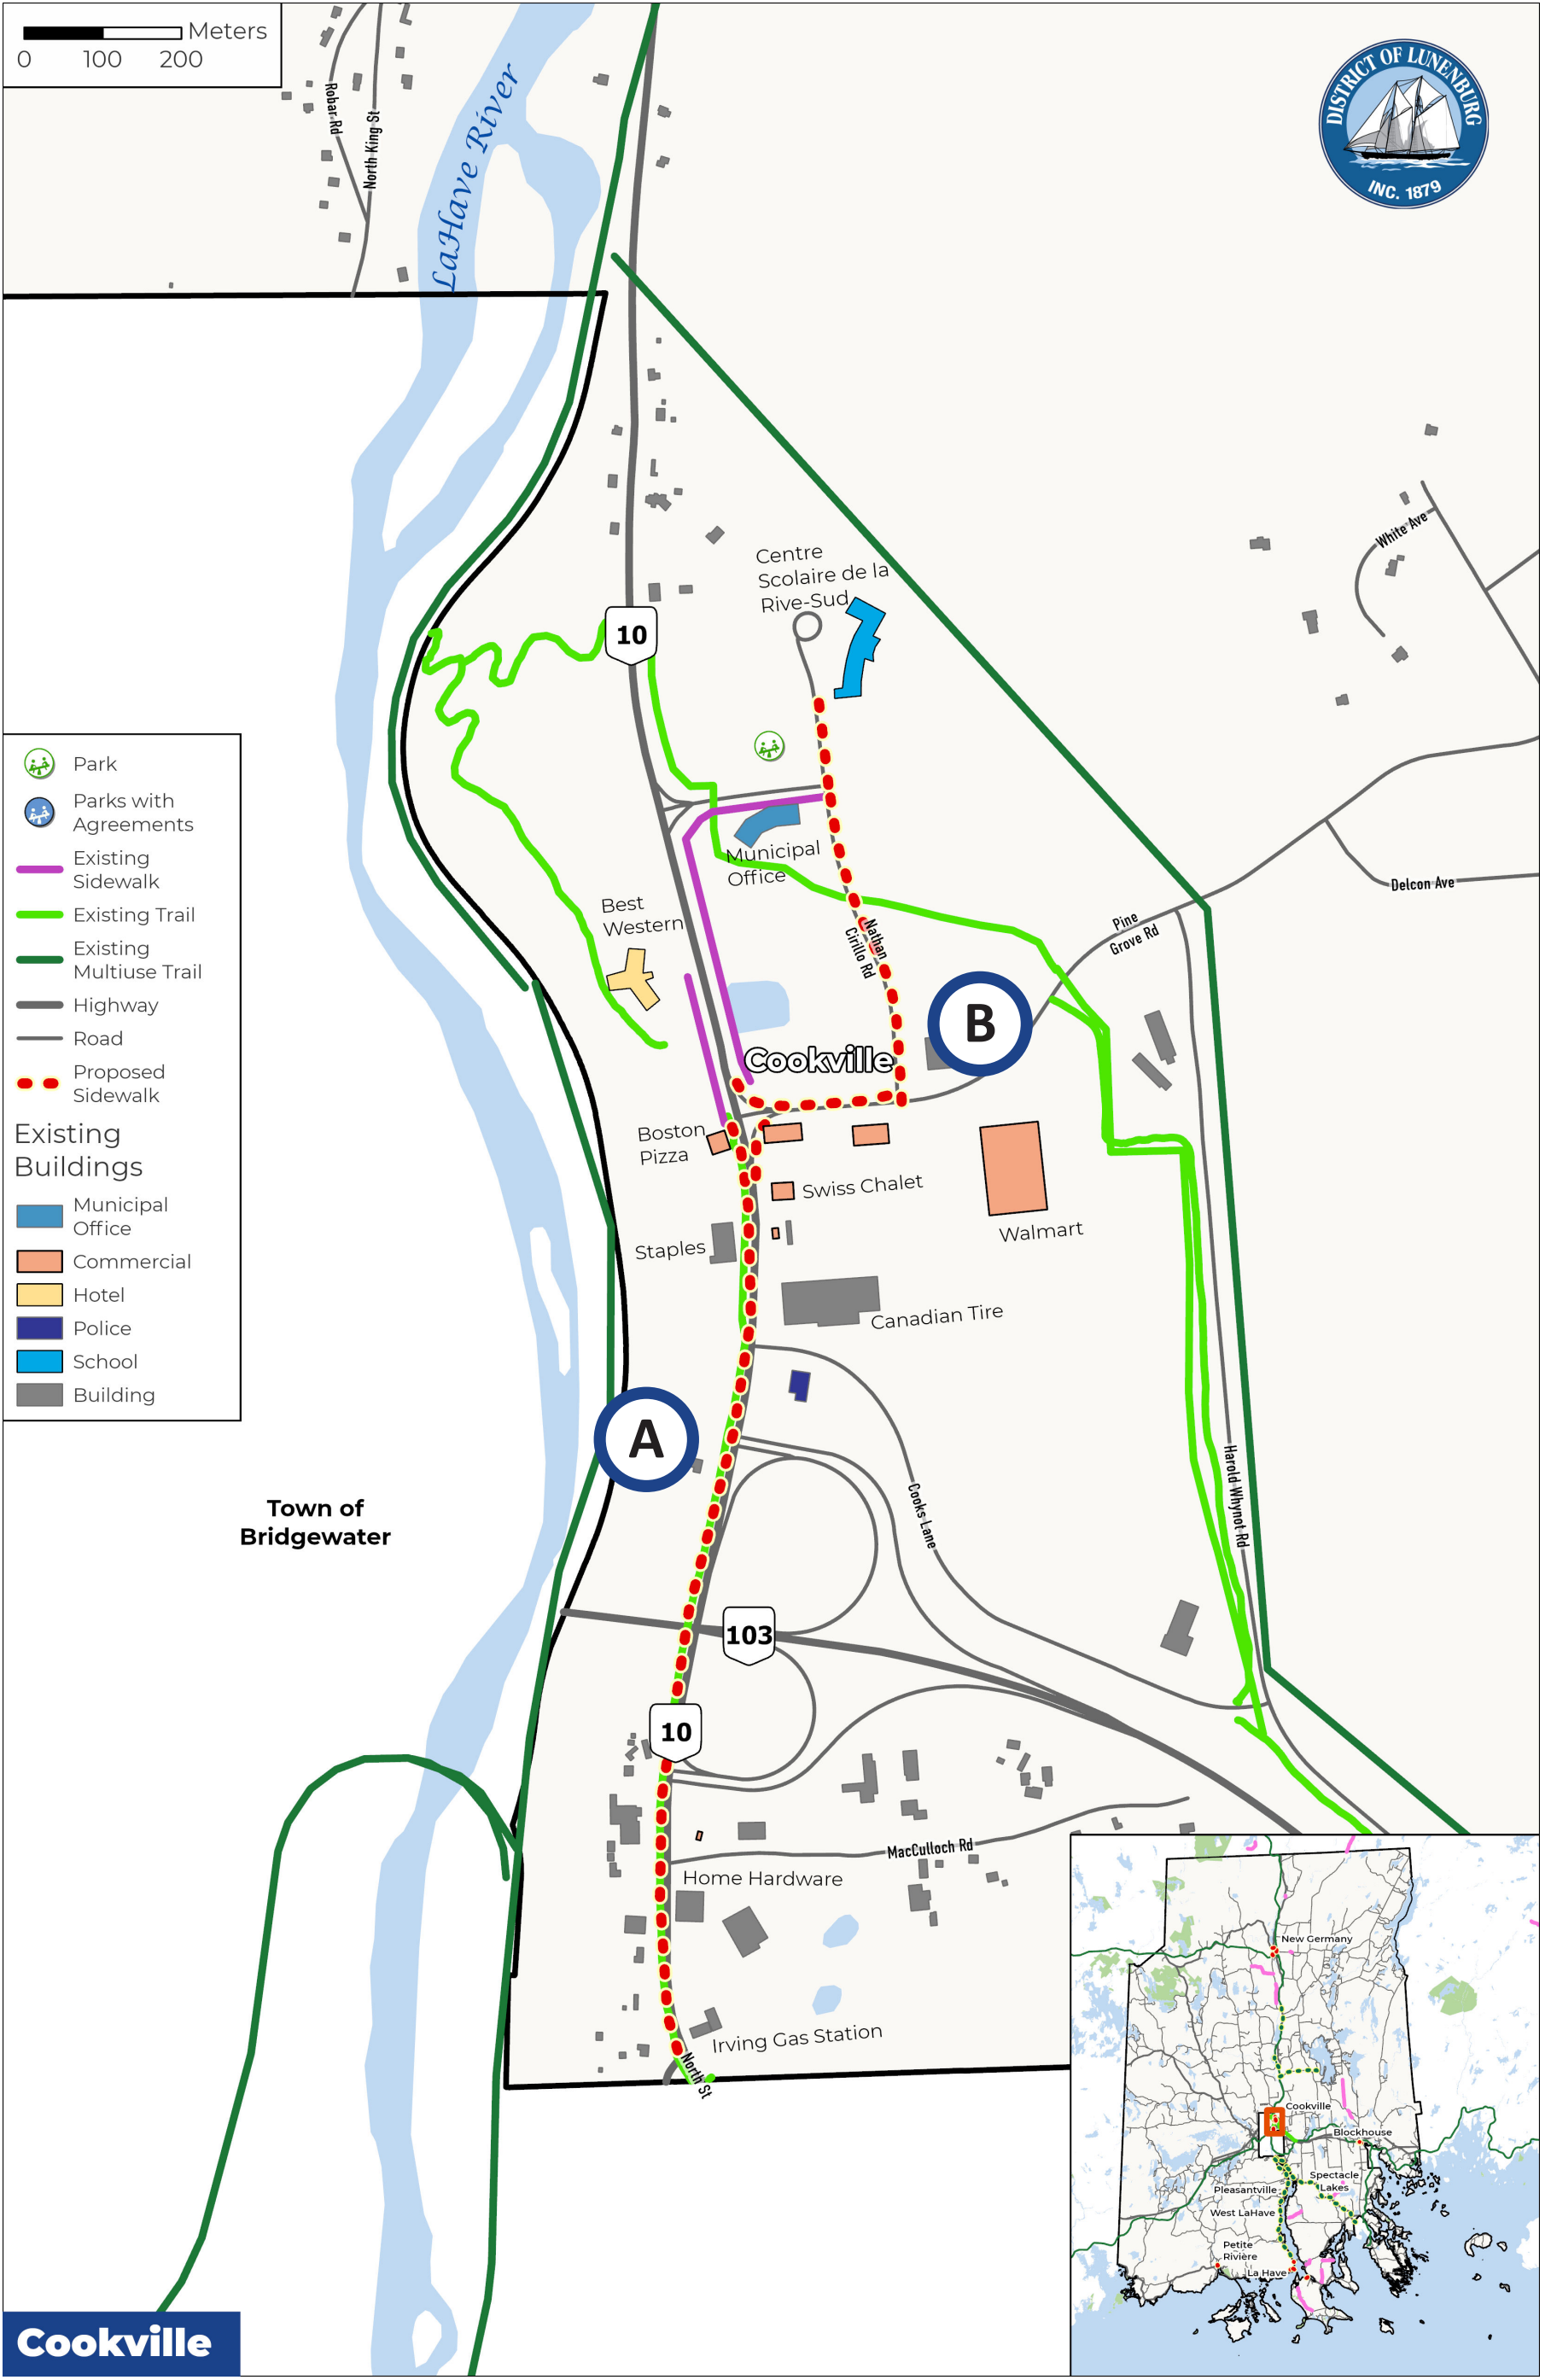 Meters
0 100 200
DISTRICT OF LUNENBURG
INC. 1879
Robar Rd
North King St
LaHave River
White Ave
Centre
Scolaire de la
Rive-Sud
10
Park
Parks with
Agreements
Existing
Sidewalk
Existing Trail
Existing
Multiuse Trail
Highway
Road
Proposed
Sidewalk
Existing
Buildings
Municipal
Office
Commercial
Hotel
Police
School
Building
Municipal
Office
Delcon Ave
Best
Western
Nathan
Cirillo Rd
Pine
Grove Rd
B
Cookville
Boston
Pizza
Swiss Chalet
Walmart
Staples
Canadian Tire
A
Town of
Bridgewater
Cooks Lane
Harold Whynot Rd
103
10
MacCulloch Rd
Home Hardware
Irving Gas Station
North St
New Germany
Cookville
Blockhouse
Spectacle
Lakes
Pleasantville
West LaHave
Petite
Rivière
La Have
Cookville